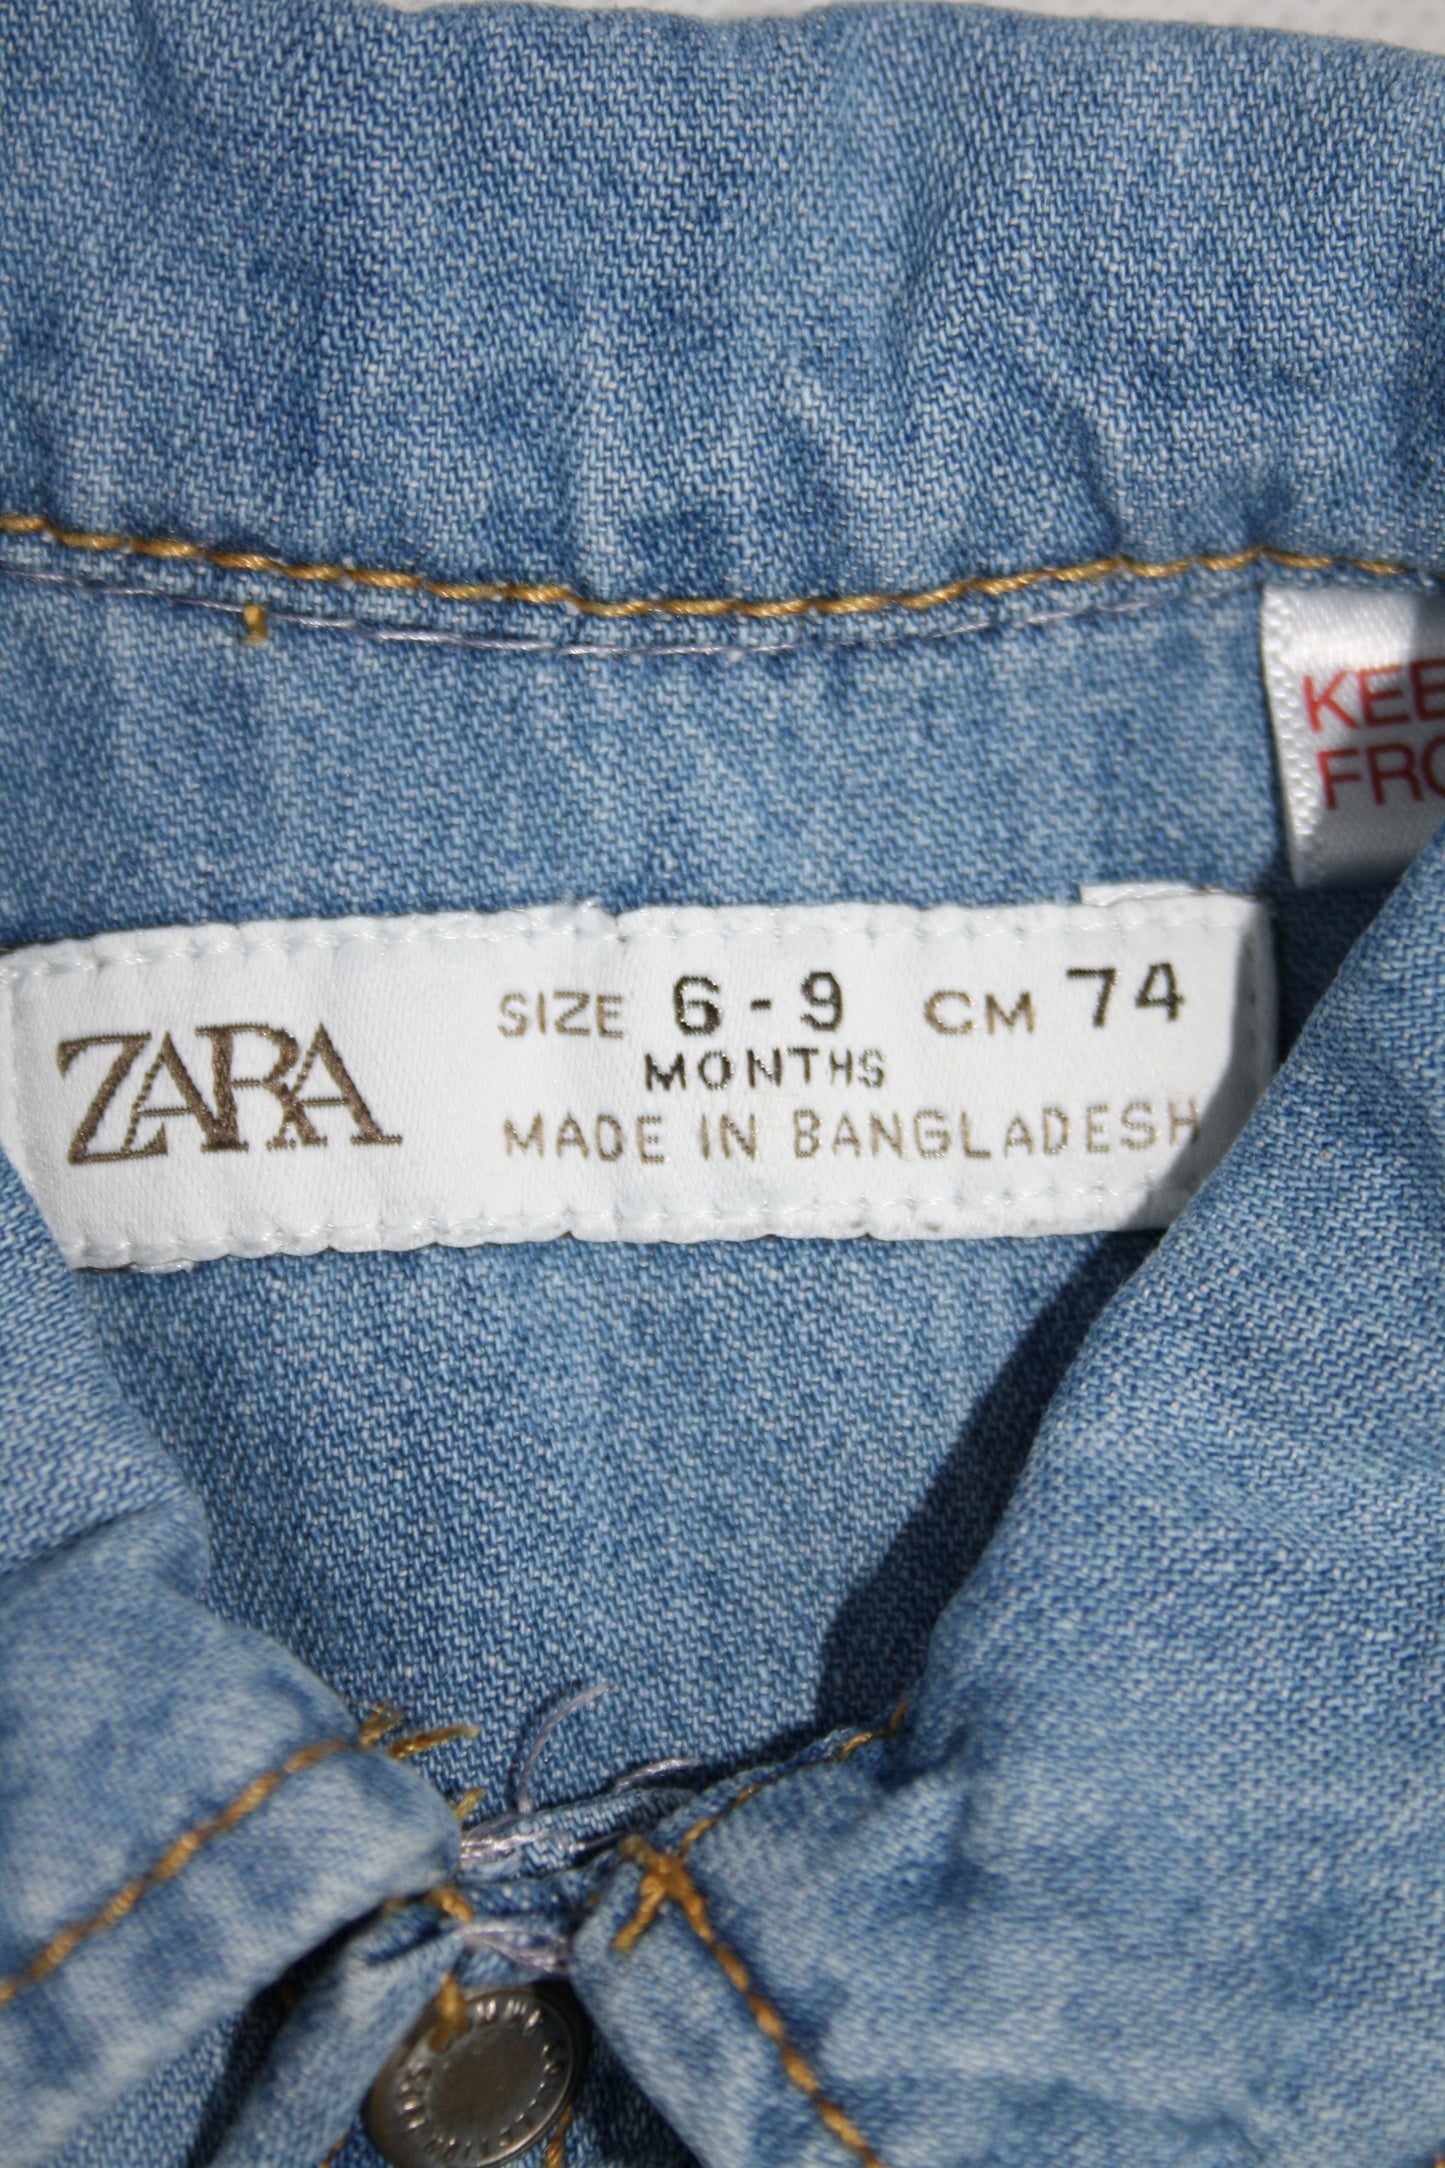 KEE
FRO
ZARA
SIZE 6-9 CM 74
MONTHS
MADE IN BANGLADESH